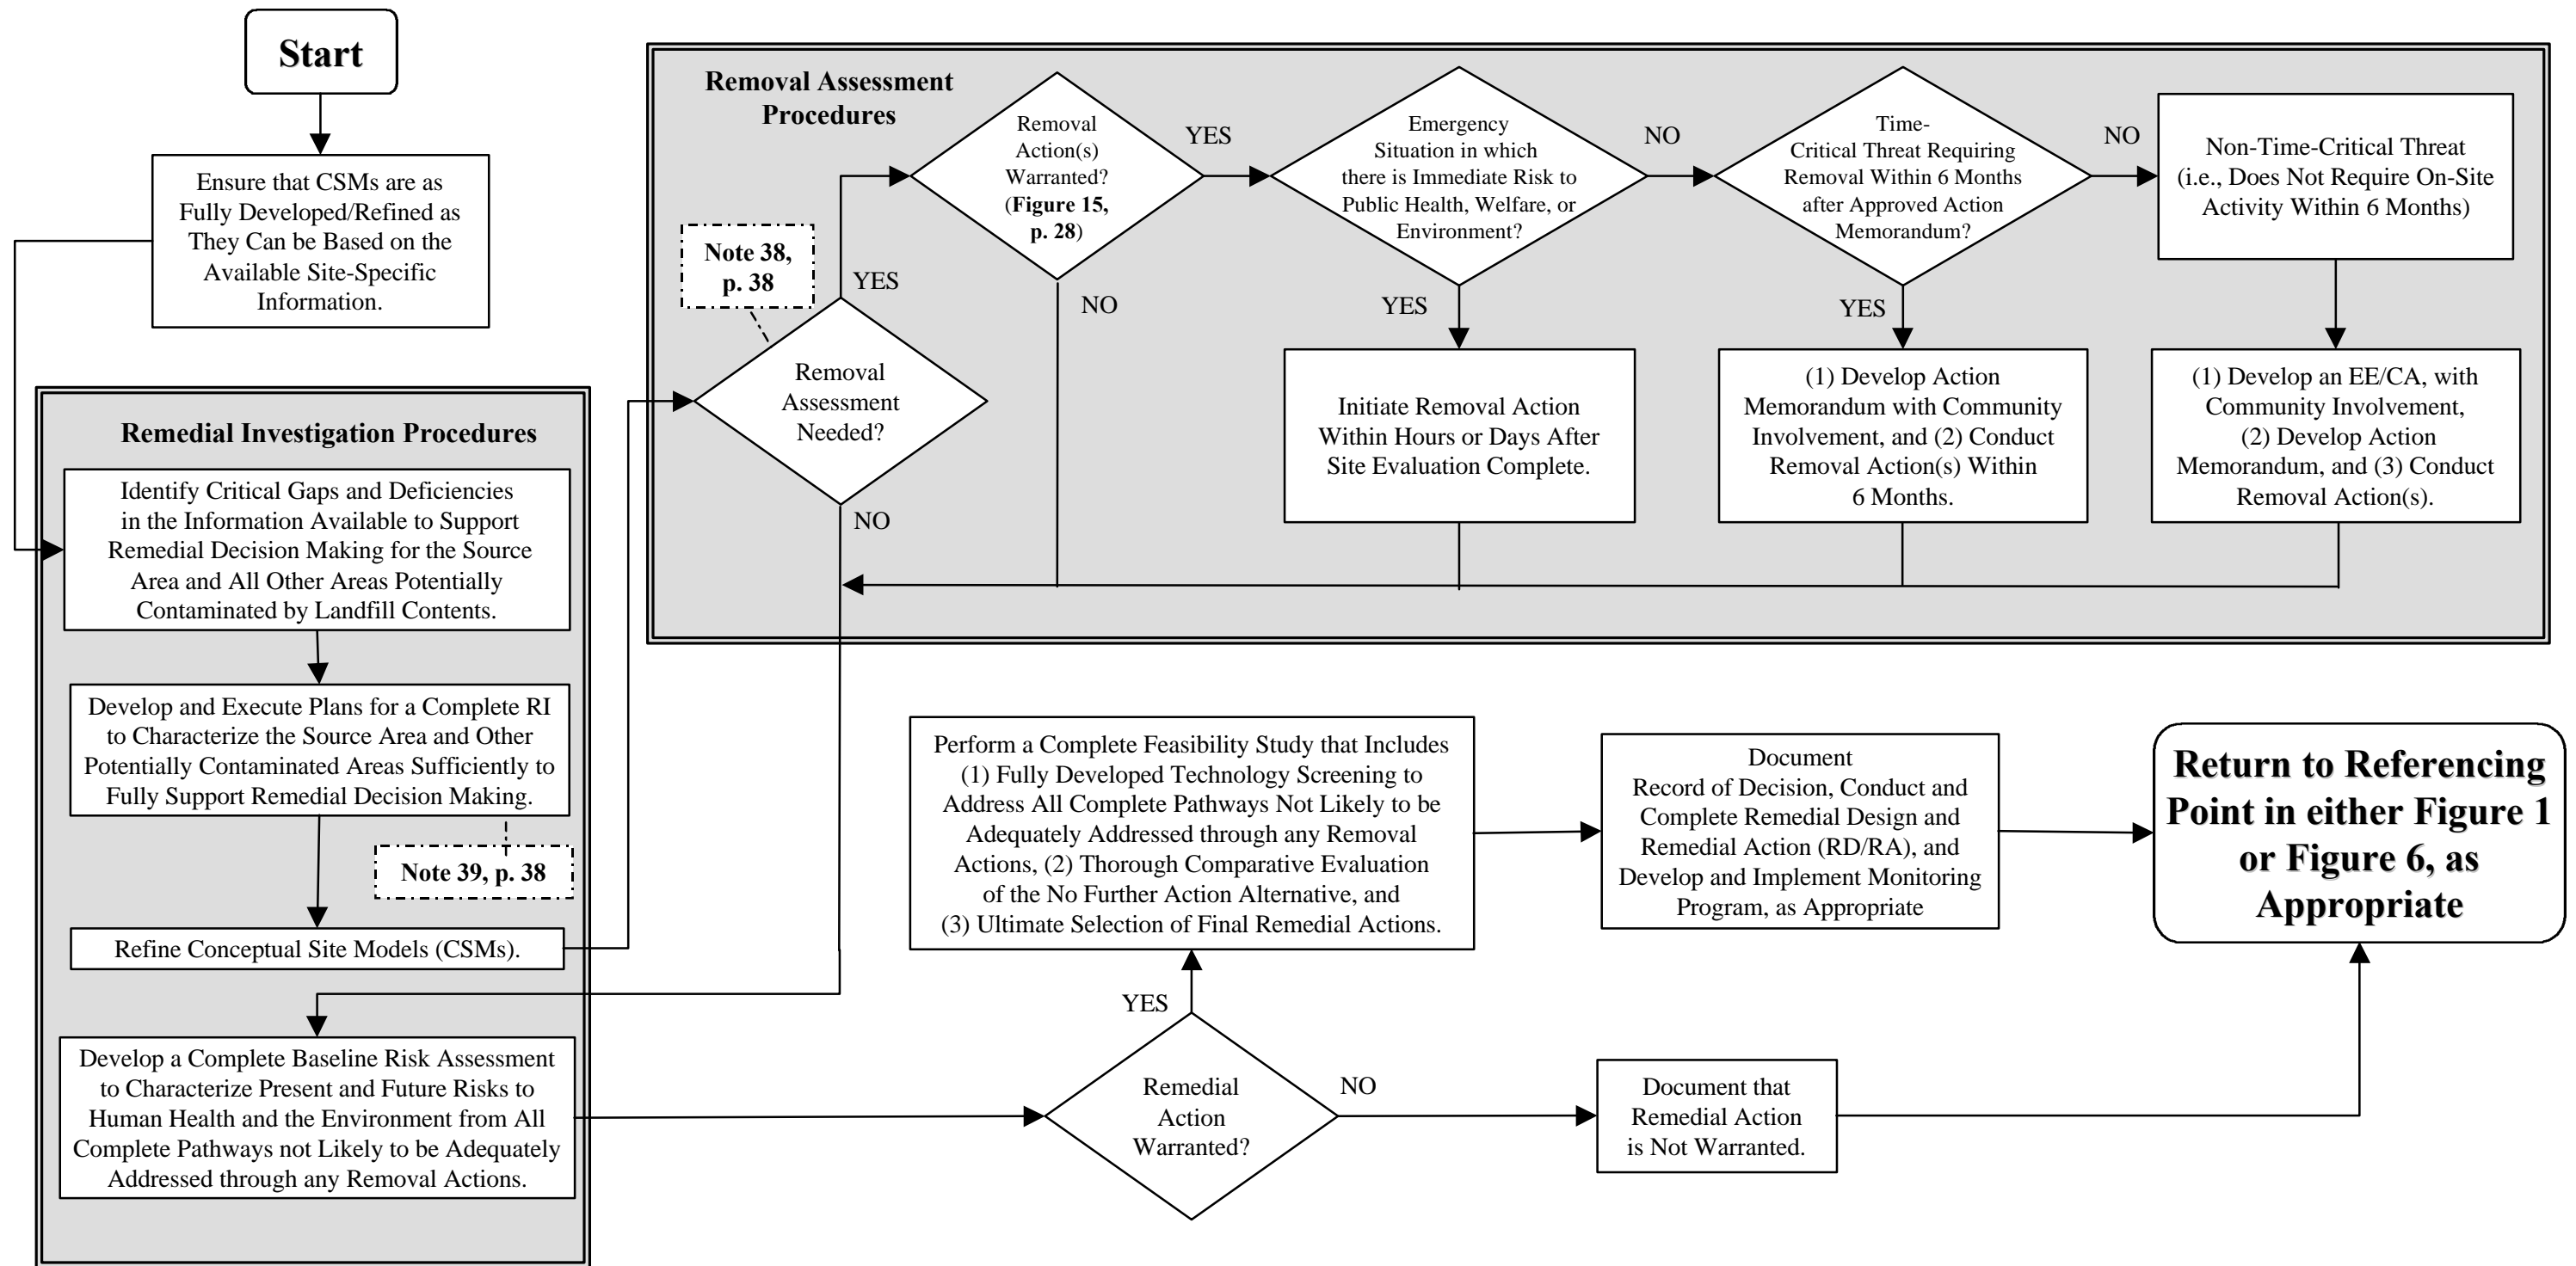 Start
Ensure that CSMs are as
Fully Developed/Refined as
They Can be Based on the
Available Site-Specific
Information.
Remedial Investigation Procedures
Identify Critical Gaps and Deficiencies
in the Information Available to Support
Remedial Decision Making for the Source
Area and All Other Areas Potentially
Contaminated by Landfill Contents.
Develop and Execute Plans for a Complete RI
to Characterize the Source Area and Other
Potentially Contaminated Areas Sufficiently to
Fully Support Remedial Decision Making.
Note 39, p. 38
Refine Conceptual Site Models (CSMs).
Develop a Complete Baseline Risk Assessment
to Characterize Present and Future Risks to
Human Health and the Environment from All
Complete Pathways not Likely to be Adequately
Addressed through any Removal Actions.
Removal Assessment
Procedures
Note 38,
p. 38
Removal
Assessment
Needed?
YES
NO
Removal
Action(s)
Warranted?
(Figure 15,
p. 28)
YES
NO
Emergency
Situation in which
there is Immediate Risk to
Public Health, Welfare, or
Environment?
NO
YES
Time-
Critical Threat Requiring
Removal Within 6 Months
after Approved Action
Memorandum?
NO
YES
Non-Time-Critical Threat
(i.e., Does Not Require On-Site
Activity Within 6 Months)
Initiate Removal Action
Within Hours or Days After
Site Evaluation Complete.
(1) Develop Action
Memorandum with Community
Involvement, and (2) Conduct
Removal Action(s) Within
6 Months.
(1) Develop an EE/CA, with
Community Involvement,
(2) Develop Action
Memorandum, and (3) Conduct
Removal Action(s).
Perform a Complete Feasibility Study that Includes
(1) Fully Developed Technology Screening to
Address All Complete Pathways Not Likely to be
Adequately Addressed through any Removal
Actions, (2) Thorough Comparative Evaluation
of the No Further Action Alternative, and
(3) Ultimate Selection of Final Remedial Actions.
Document
Record of Decision, Conduct and
Complete Remedial Design and
Remedial Action (RD/RA), and
Develop and Implement Monitoring
Program, as Appropriate
Return to Referencing
Point in either Figure 1
or Figure 6, as
Appropriate
YES
Remedial
Action
Warranted?
NO
Document that
Remedial Action
is Not Warranted.